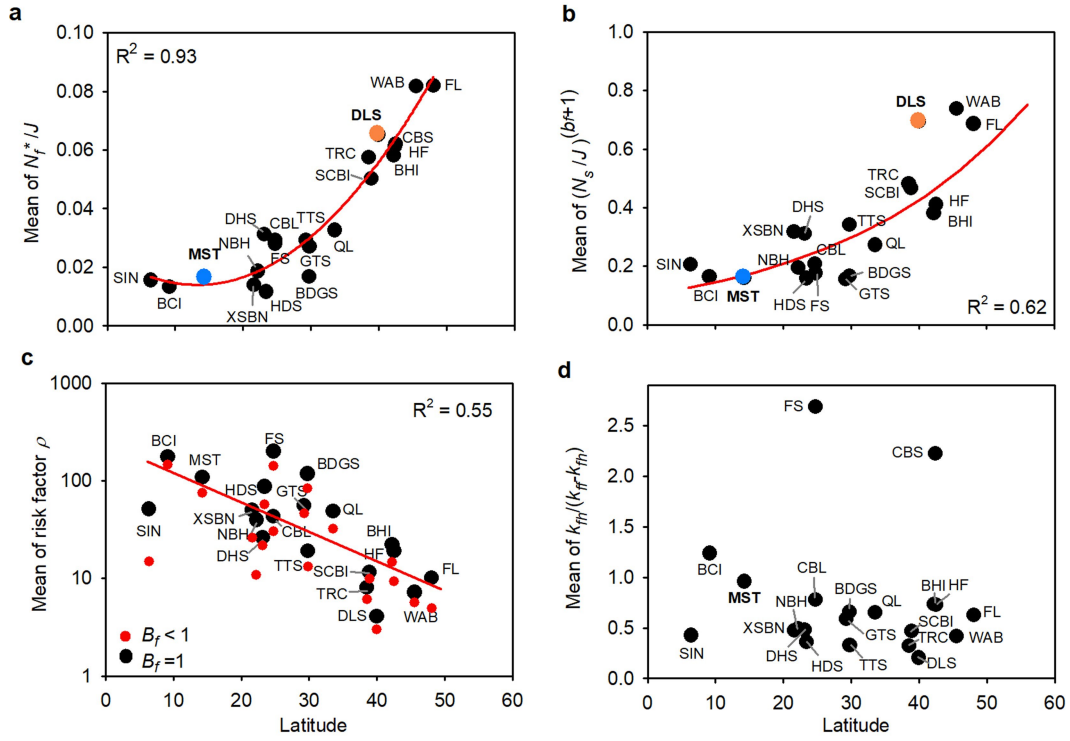 a
Mean of N_f*/J
0.10
0.08
0.06
0.04
0.02
0.00
R² = 0.93
WAB
FL
DLS
CBS
HF
BHI
TRC
SCBI
DHS
CBL
TTS
NBH
FS
QL
MST
GTS
SIN
BCI
BDGS
HDS
XSBN
b
Mean of (N_s /J )^(bf+1)
1.0
0.8
0.6
0.4
0.2
0.0
DLS
WAB
FL
TRC
SCBI
DHS
XSBN
TTS
HF
BHI
SIN
NBH
CBL
QL
BCI
MST
HDS
FS
BDGS
GTS
R² = 0.62
c
Mean of risk factor ρ
1000
100
10
1
R² = 0.55
BCI
MST
FS
BDGS
HDS
GTS
QL
SIN
XSBN
NBH
CBL
BHI
DHS
HF
TTS
SCBI
FL
TRC
DLS
WAB
B_f < 1
B_f =1
0 10 20 30 40 50 60
Latitude
d
Mean of k_fh/(k_ff-k_fh)
2.5
2.0
1.5
1.0
0.5
0.0
FS
CBS
BCI
CBL
MST
BDGS
BHI
HF
NBH
QL
SCBI
FL
XSBN
GTS
TRC
WAB
SIN
DHS
HDS
TTS
DLS
0 10 20 30 40 50 60
Latitude